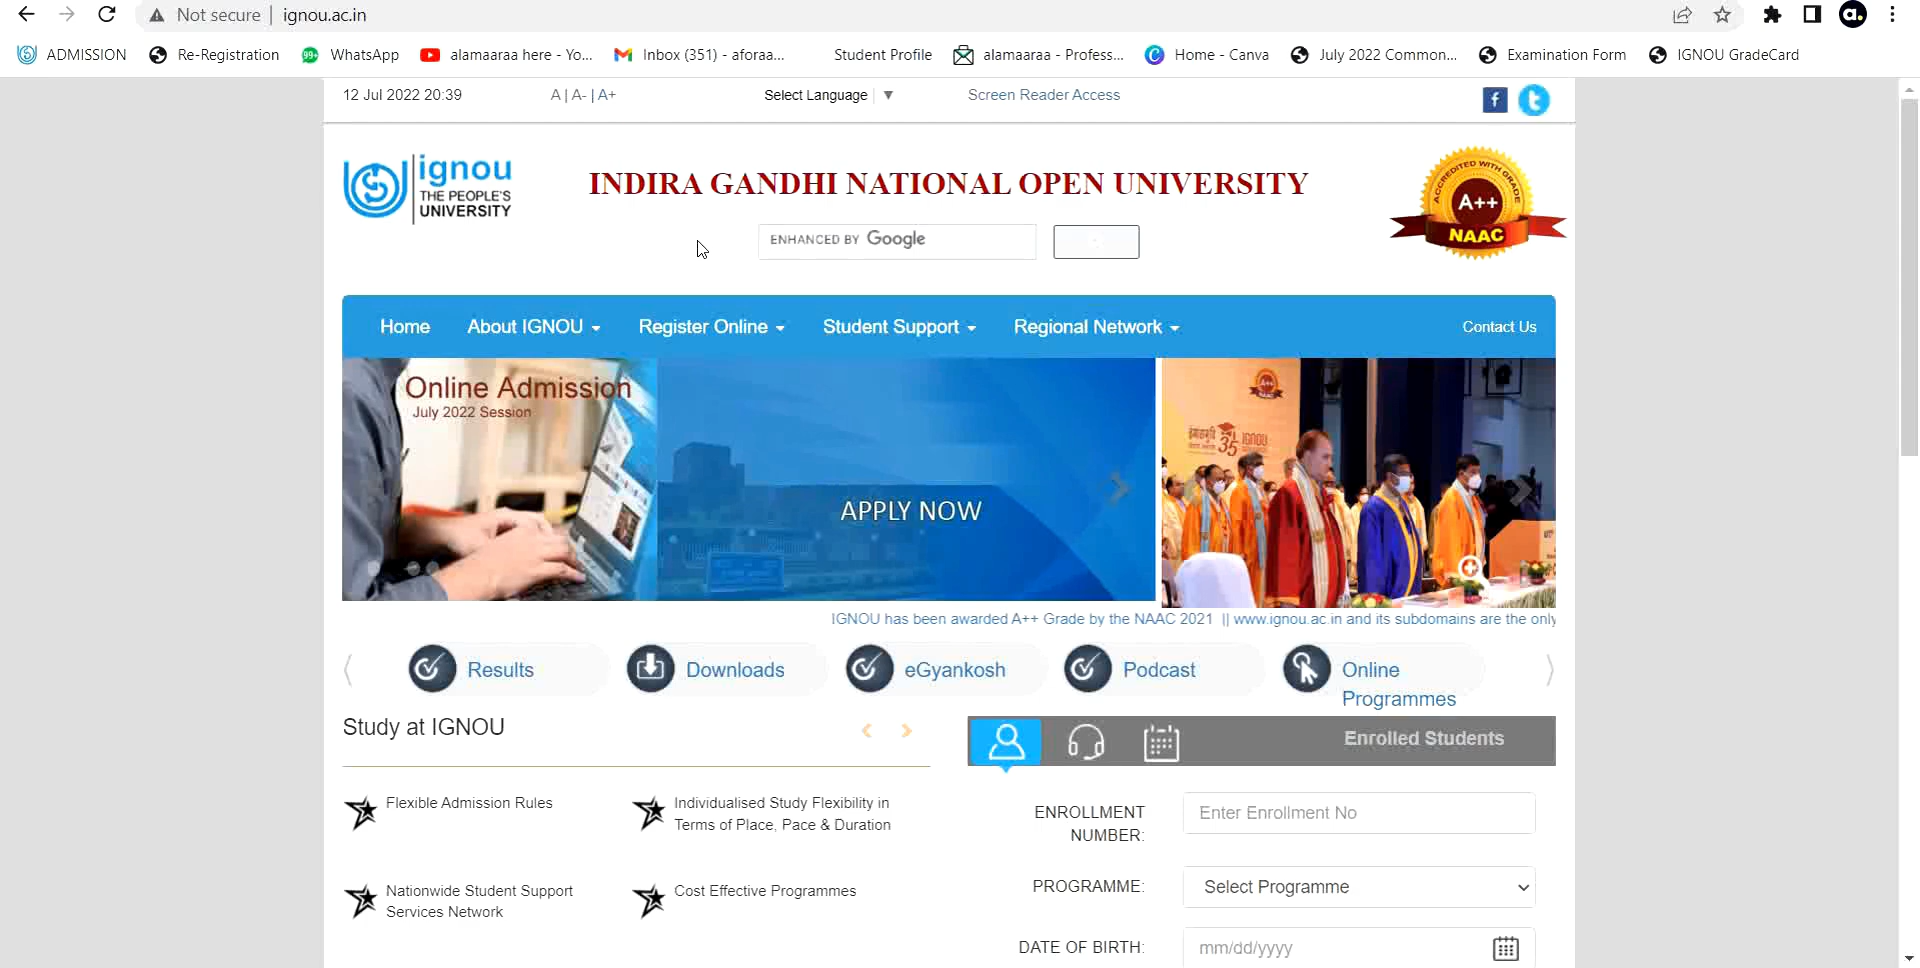 Not secure | ignou.ac.in
ADMISSION Re-Registration WhatsApp alamaaraa here - Yo... Inbox (351) - aforaa... Student Profile alamaaraa - Profess... Home - Canva July 2022 Common... Examination Form IGNOU GradeCard
12 Jul 2022 20:39 A | A- | A+ Select Language ▼ Screen Reader Access
ignou
THE PEOPLE'S
UNIVERSITY
INDIRA GANDHI NATIONAL OPEN UNIVERSITY
ENHANCED BY Google
ACCREDITED WITH GRADE
A++
NAAC
Home About IGNOU Register Online Student Support Regional Network Contact Us
Online Admission
July 2022 Session
APPLY NOW
IGNOU has been awarded A++ Grade by the NAAC 2021 || www.ignou.ac.in and its subdomains are the only
Results Downloads eGyankosh Podcast Online
Programmes
Study at IGNOU
Enrolled Students
Flexible Admission Rules
Individualised Study Flexibility in
Terms of Place, Pace & Duration
Nationwide Student Support
Services Network
Cost Effective Programmes
ENROLLMENT
NUMBER:
Enter Enrollment No
PROGRAMME:
Select Programme
DATE OF BIRTH:
mm/dd/yyyy